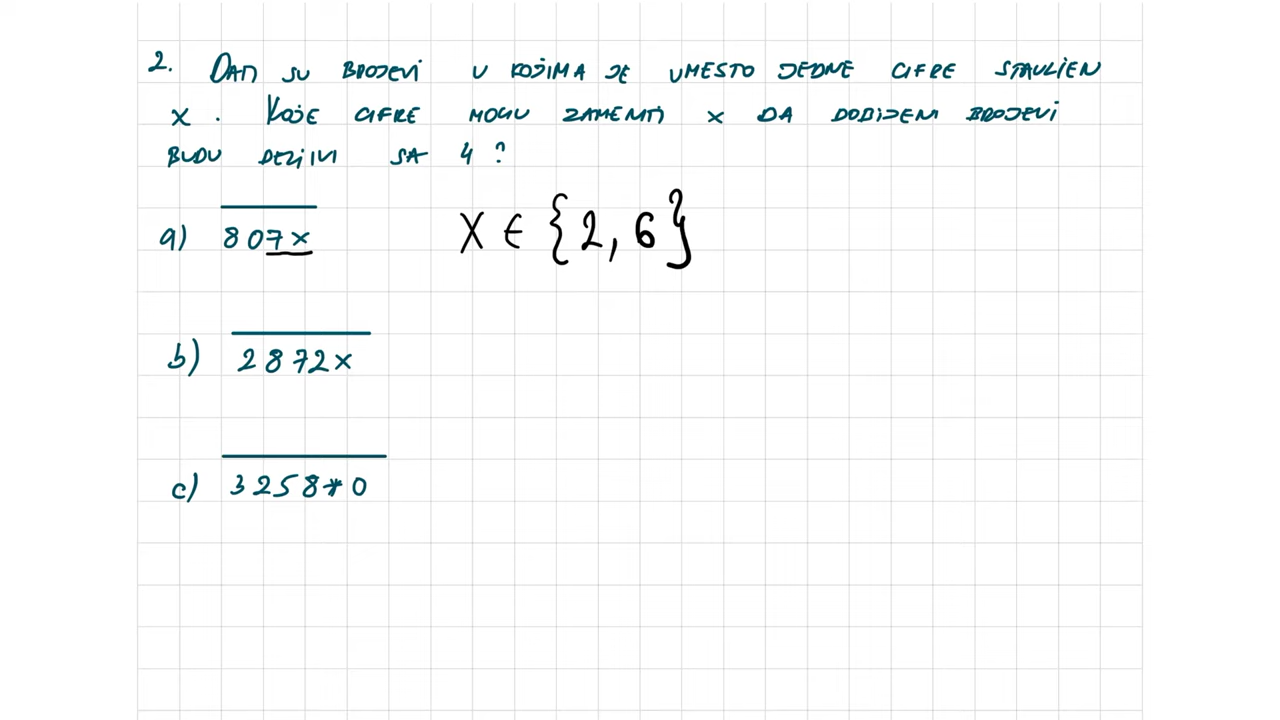 2. DATI SU BROJEVI U KOJIMA JE UMESTO JEDNE CIFRE STAVLJEN
X . KOJE CIFRE MOGU ZAMENITI X DA DOBIJENI BROJEVI
BUDU DELJIVI SA 4 ?
a) 807x X ∈ {2, 6}
b) 2872x
c) 3258*0